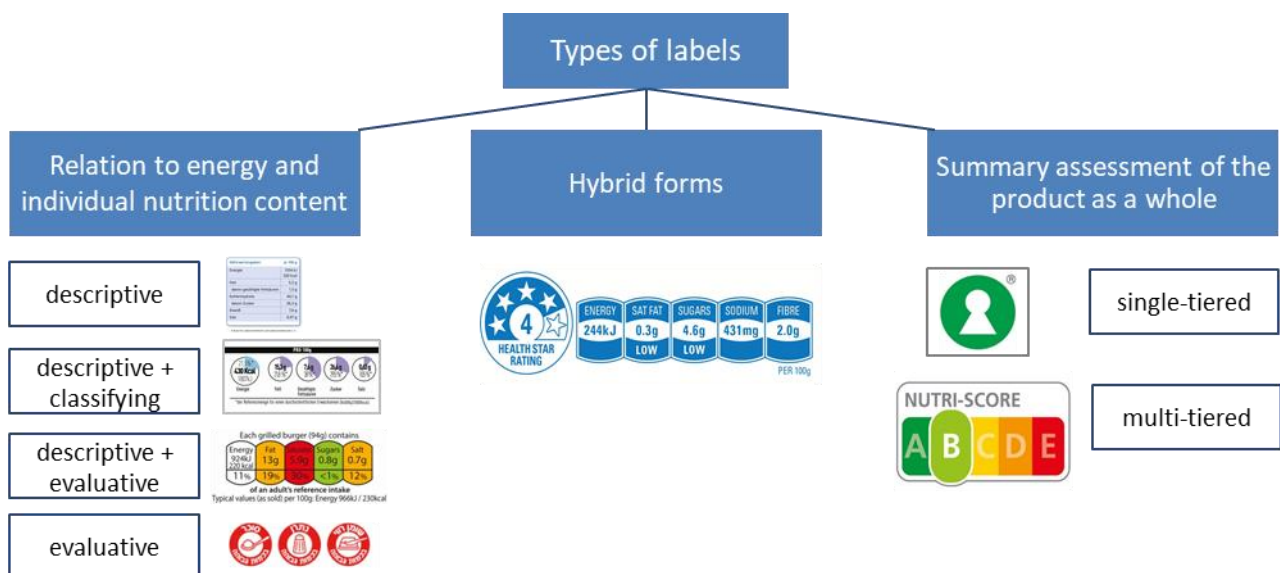 Types of labels
Relation to energy and
individual nutrition content
Hybrid forms
Summary assessment of the
product as a whole
descriptive
descriptive +
classifying
descriptive +
evaluative
evaluative
Energie
Fett
Zucker
Salz
Each grilled burger (94g) contains
Energy Fat Sugars Salt
924kJ 13g 5.9g 0.8g 0.7g
220 kcal
11% 19% 30% <1% 12%
of an adult's reference intake
Typical values (as sold) per 100g: Energy 966kJ / 230kcal
4
HEALTH STAR
RATING
ENERGY SAT FAT SUGARS SODIUM FIBRE
244kJ 0.3g 4.6g 431mg 2.0g
LOW LOW
PER 100g
®
single-tiered
NUTRI-SCORE
A B C D E
multi-tiered